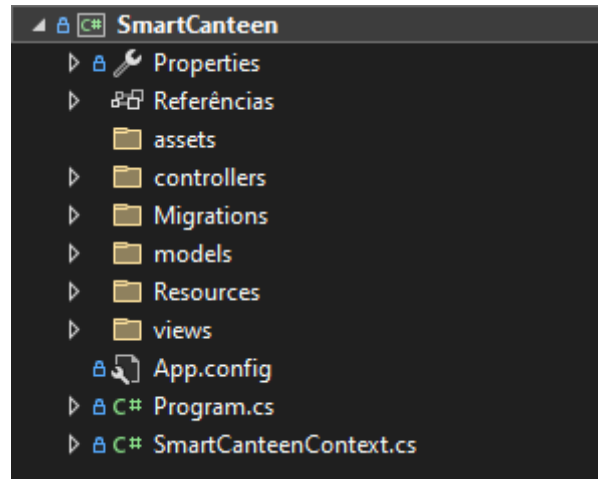 C# SmartCanteen
Properties
Referências
assets
controllers
Migrations
models
Resources
views
App.config
C# Program.cs
C# SmartCanteenContext.cs